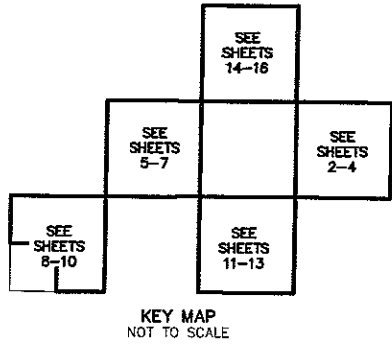 SEE
SHEETS
14-16
SEE
SHEETS
5-7
SEE
SHEETS
2-4
SEE
SHEETS
8-10
SEE
SHEETS
11-13
KEY MAP
NOT TO SCALE